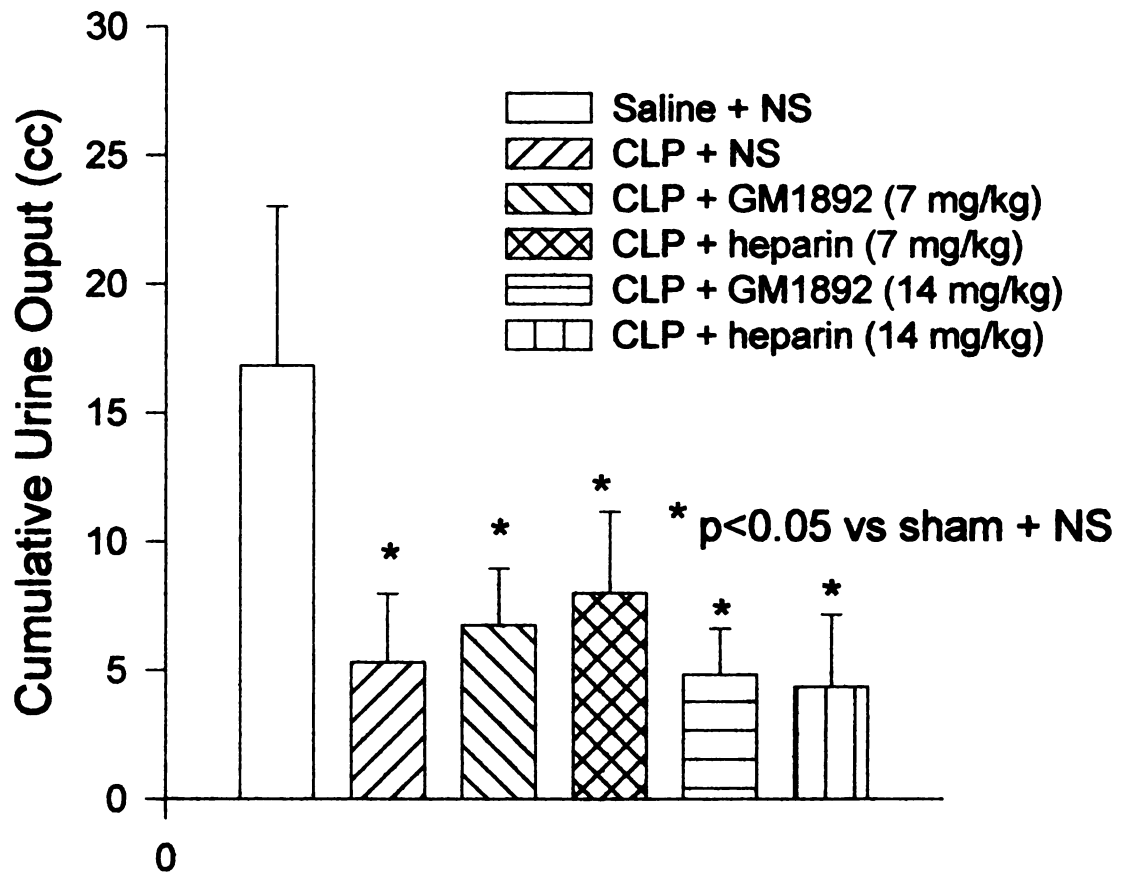 30
25
20
15
10
5
0
0
Cumulative Urine Ouput (cc)
Saline + NS
CLP + NS
CLP + GM1892 (7 mg/kg)
CLP + heparin (7 mg/kg)
CLP + GM1892 (14 mg/kg)
CLP + heparin (14 mg/kg)
*
*
*
* p<0.05 vs sham + NS
*
*